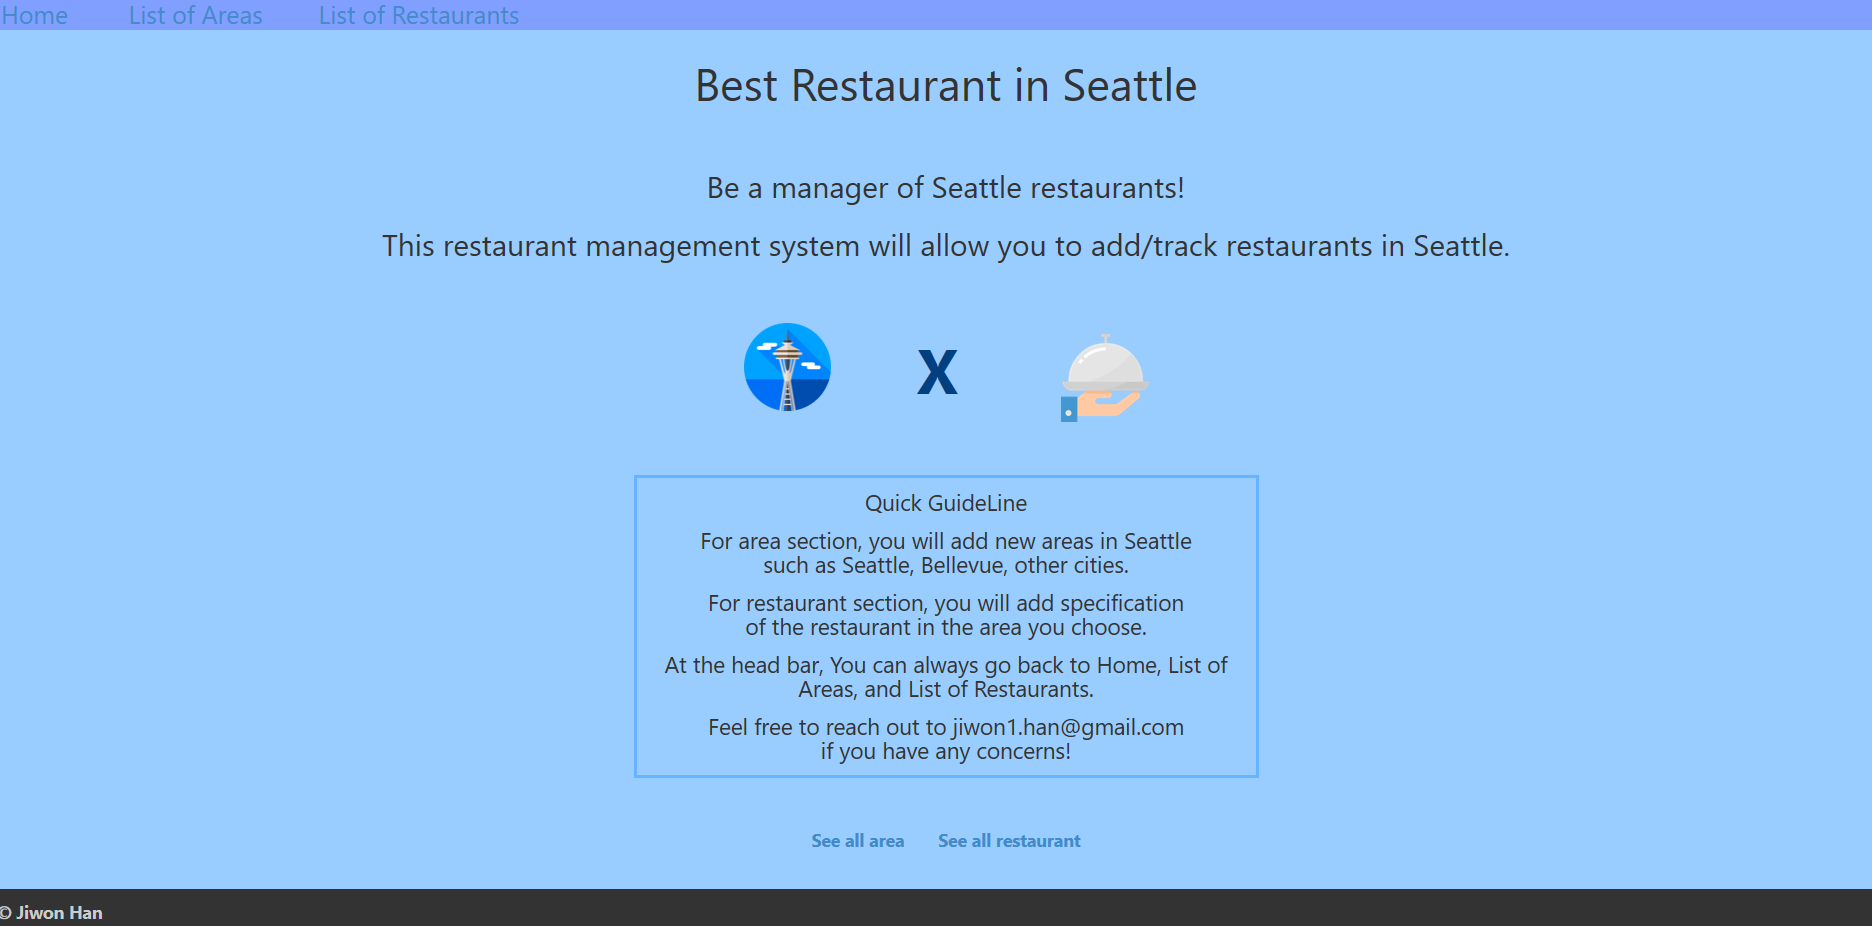 Home List of Areas List of Restaurants
Best Restaurant in Seattle
Be a manager of Seattle restaurants!
This restaurant management system will allow you to add/track restaurants in Seattle.
X
Quick GuideLine
For area section, you will add new areas in Seattle
such as Seattle, Bellevue, other cities.
For restaurant section, you will add specification
of the restaurant in the area you choose.
At the head bar, You can always go back to Home, List of
Areas, and List of Restaurants.
Feel free to reach out to jiwon1.han@gmail.com
if you have any concerns!
See all area See all restaurant
© Jiwon Han